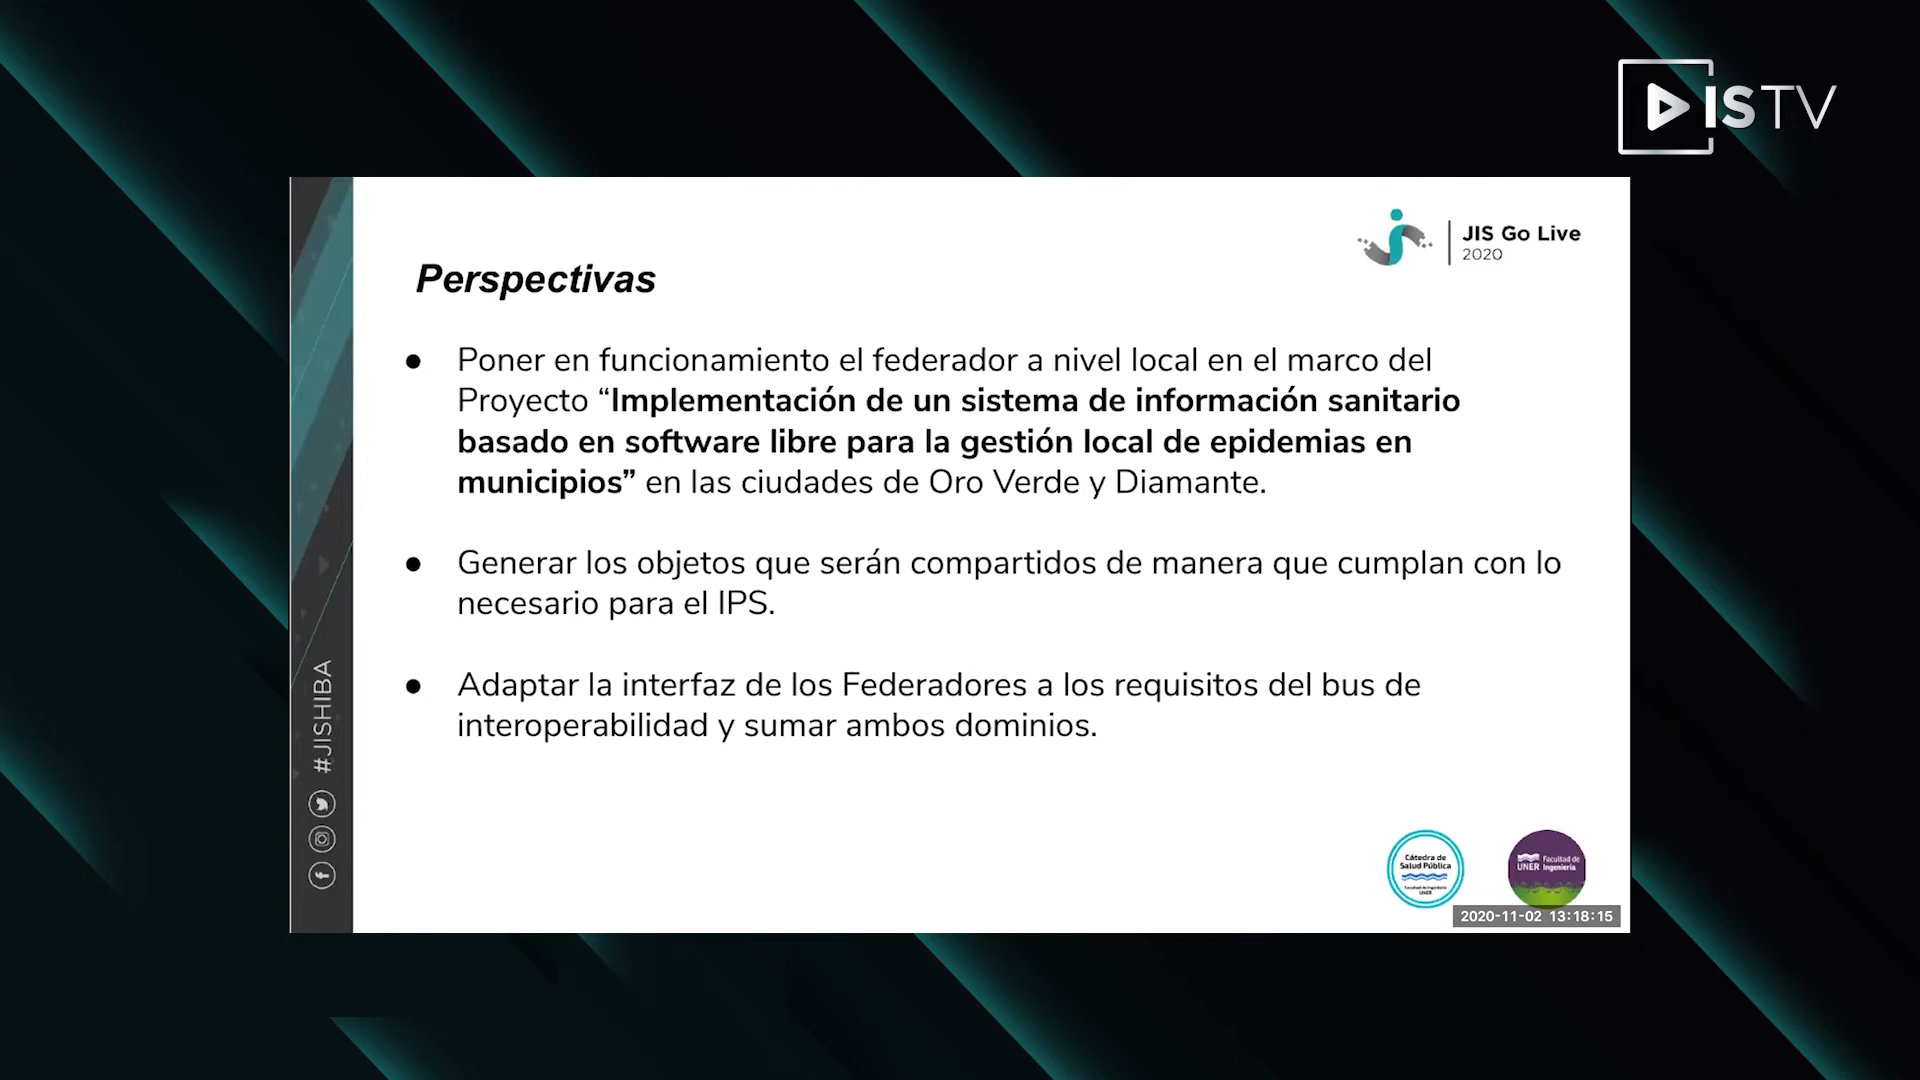 ISTV
JIS Go Live
2020
Perspectivas
● Poner en funcionamiento el federador a nivel local en el marco del
Proyecto “Implementación de un sistema de información sanitario
basado en software libre para la gestión local de epidemias en
municipios” en las ciudades de Oro Verde y Diamante.
● Generar los objetos que serán compartidos de manera que cumplan con lo
necesario para el IPS.
● Adaptar la interfaz de los Federadores a los requisitos del bus de
interoperabilidad y sumar ambos dominios.
#JISHIBA
Cátedra de
Salud Pública
Facultad de Ingeniería
UNER
UNER
Facultad de
Ingeniería
2020-11-02 13:18:15